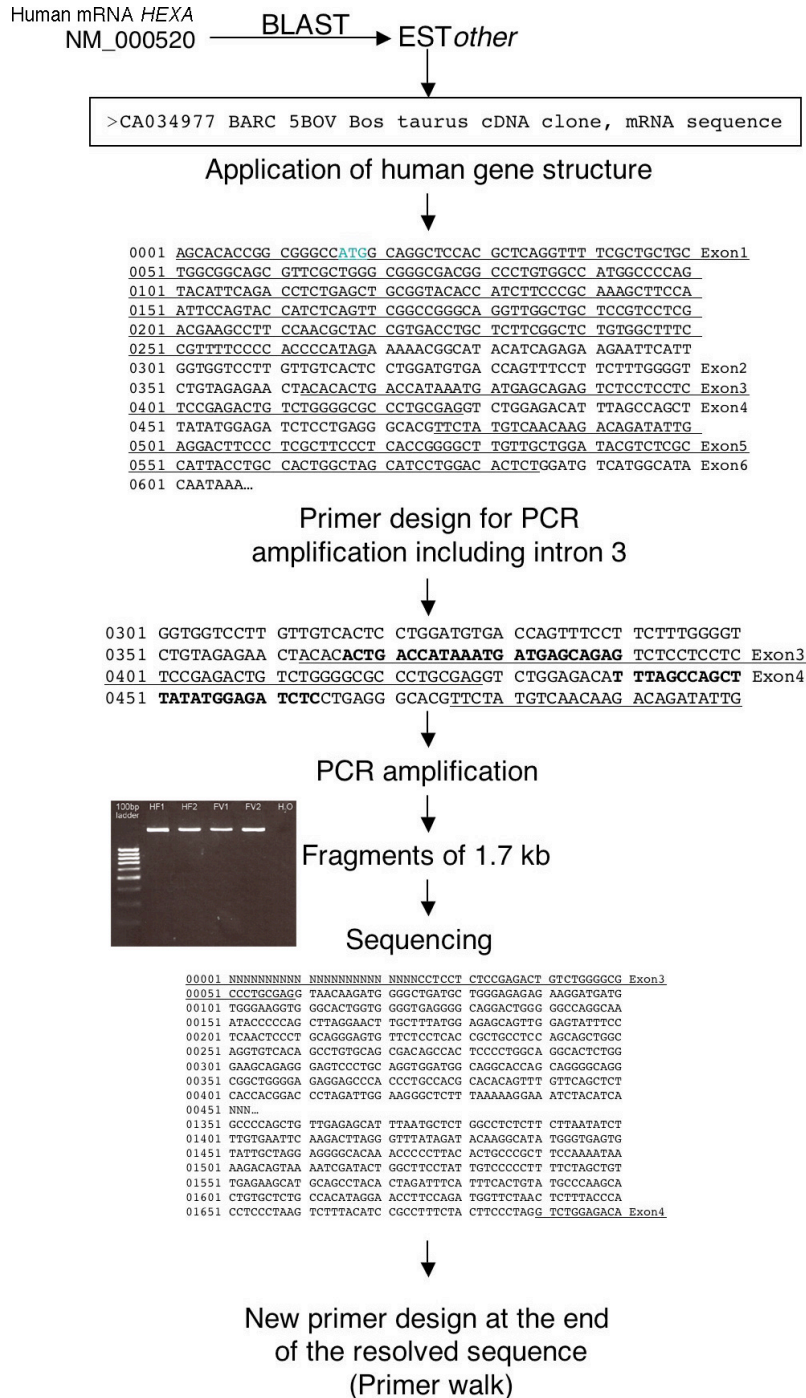 Human mRNA HEXA
NM_000520 BLAST ESTother
>CA034977 BARC 5BOV Bos taurus cDNA clone, mRNA sequence
Application of human gene structure
0001 AGCACACCGG CGGGCCATGG CAGGCTCCAC GCTCAGGTTT TCGCTGCTGC Exon1
0051 TGGCGGCAGC GTTCGCTGGG CGGGCGACGG CCCTGTGGCC ATGGCCCCAG
0101 TACATTCAGA CCTCTGAGCT GCGGTACACC ATCTTCCCGC AAAGCTTCCA
0151 ATTCCAGTAC CATCTCAGTT CGGCCGGGCA GGTTGGCTGC TCCGTCCTCG
0201 ACGAAGCCTT CCAACGCTAC CGTGACCTGC TCTTCGGCTC TGTGGCTTTC
0251 CGTTTTCCCC ACCCCATAGA AAAACGGCAT ACATCAGAGA AGAATTCATT
0301 GGTGGTCCTT GTTGTCACTC CTGGATGTGA CCAGTTTCCT TCTTTGGGGT Exon2
0351 CTGTAGAGAACT ACACACTG ACCATAAATG ATGAGCAGAG TCTCCTCCTC Exon3
0401 TCCGAGACTG TCTGGGGCGC CCTGCGAGGT CTGGAGACAT TTAGCCAGCT Exon4
0451 TATATGGAGA TCTCCTGAGG GCACGTTCTA TGTCAACAAG ACAGATATTG
0501 AGGACTTCCC TCGCTTCCCT CACCGGGGCT TGTTGCTGGA TACGTCTCGC Exon5
0551 CATTACCTGC CACTGGCTAG CATCCTGGAC ACTCTGGATG TCATGGCATA Exon6
0601 CAATAAA…
Primer design for PCR
amplification including intron 3
0301 GGTGGTCCTT GTTGTCACTC CTGGATGTGA CCAGTTTCCT TCTTTGGGGT
0351 CTGTAGAGAA CTACACACTG ACCATAAATG ATGAGCAGAG TCTCCTCCTC Exon3
0401 TCCGAGACTG TCTGGGGCGC CCTGCGAGGT CTGGAGACAT TTAGCCAGCT Exon4
0451 TATATGGAGA TCTCCTGAGG GCACGTTCTA TGTCAACAAG ACAGATATTG
PCR amplification
100bp ladder HF1 HF2 FV1 FV2 H2O
Fragments of 1.7 kb
Sequencing
00001 NNNNNNNNNN NNNNNNNNNN NNNNCCTCCT CTCCGAGACT GTCTGGGGCG Exon3
00051 CCCTGCGAGG TAACAAGATG GGGCTGATGC TGGGAGAGAG AAGGATGATG
00101 TGGGAAGGTG GGCACTGGTG GGGTGAGGGG CAGGACTGGG GGCCAGGCAA
00151 ATACCCCCAG CTTAGGAACT TGCTTTATGG AGAGCAGTTG GAGTATTTCC
00201 TCAACTCCCT GCAGGGAGTG TTCTCCTCAC CGCTGCCTCC AGCAGCTGGC
00251 AGGTGTCACA GCCTGTGCAG CGACAGCCAC TCCCCTGGCA GGCACTCTGG
00301 GAAGCAGAGG GAGTCCCTGC AGGTGGATGG CAGGCACCAG CAGGGGCAGG
00351 CGGCTGGGGA GAGGAGCCCA CCCTGCCACG CACACAGTTT GTTCAGCTCT
00401 CACCACGGAC CCTAGATTGG AAGGGCTCTT TAAAAAGGAA ATCTACATCA
00451 NNN…
01351 GCCCCAGCTG TTGAGAGCAT TTAATGCTCT GGCCTCTCTT CTTAATATCT
01401 TTGTGAATTC AAGACTTAGG GTTTATAGAT ACAAGGCATA TGGGTGAGTG
01451 TATTGCTAGG AGGGGCACAA ACCCCCTTAC ACTGCCCGCT TCCAAAATAA
01501 AAGACAGTAA AATCGATACT GGCTTCCTAT TGTCCCCCTT TTCTAGCTGT
01551 TGAGAAGCAT GCAGCCTACA CTAGATTTCA TTTCACTGTA TGCCCAAGCA
01601 CTGTGCTCTG CCACATAGGA ACCTTCCAGA TGGTTCTAAC TCTTTACCCA
01651 CCTCCCTAAG TCTTTACATC CGCCTTTCTA CTTCCCTAGG TCTGGAGACA Exon4
New primer design at the end
of the resolved sequence
(Primer walk)